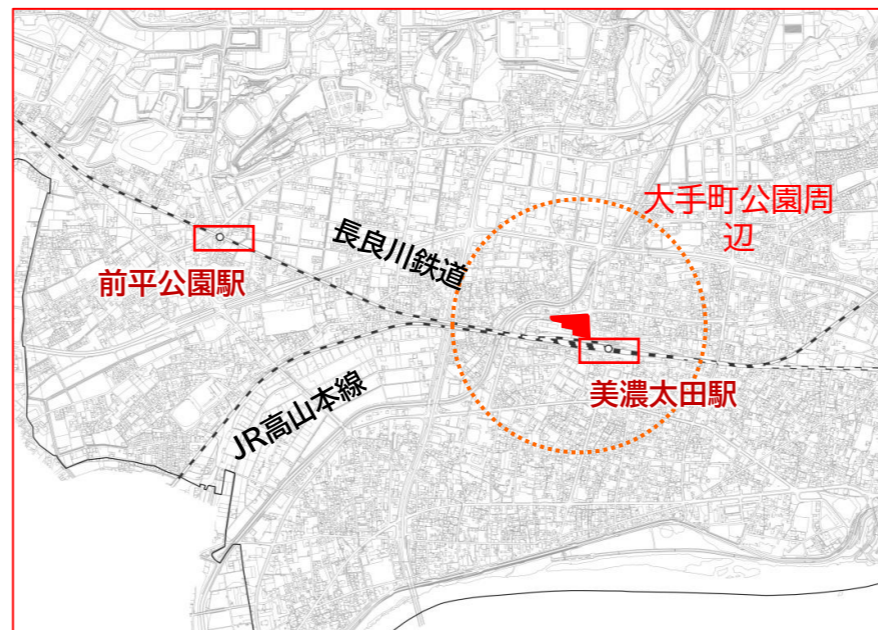 大手町公園周
辺
長良川鉄道
前平公園駅
美濃太田駅
JR高山本線